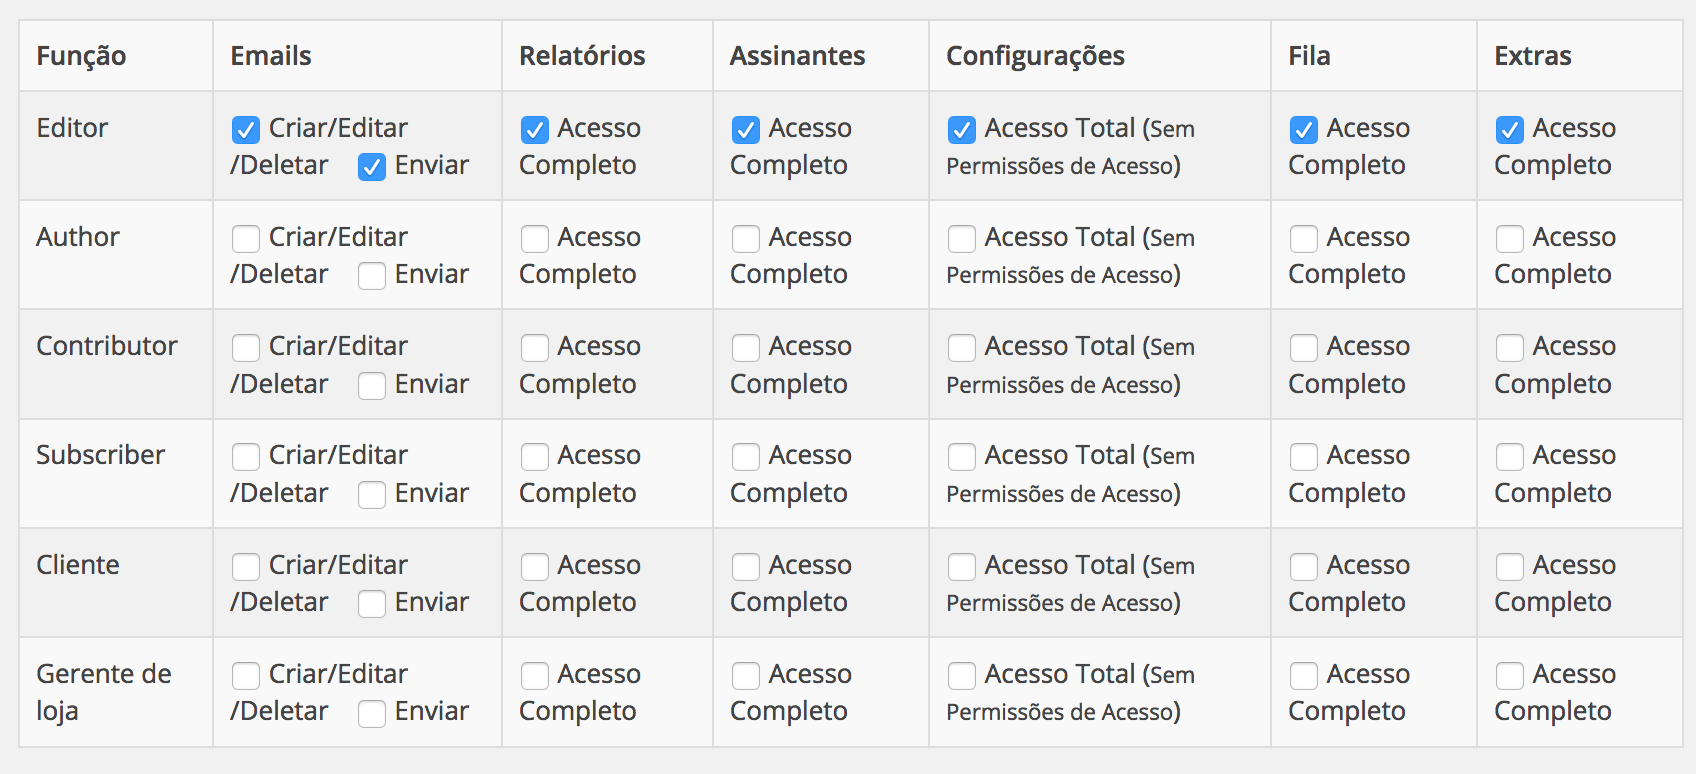 Função Emails Relatórios Assinantes Configurações Fila Extras
Editor Criar/Editar Acesso Acesso Acesso Total (Sem Acesso Acesso
/Deletar Enviar Completo Completo Permissões de Acesso) Completo Completo
Author Criar/Editar Acesso Acesso Acesso Total (Sem Acesso Acesso
/Deletar Enviar Completo Completo Permissões de Acesso) Completo Completo
Contributor Criar/Editar Acesso Acesso Acesso Total (Sem Acesso Acesso
/Deletar Enviar Completo Completo Permissões de Acesso) Completo Completo
Subscriber Criar/Editar Acesso Acesso Acesso Total (Sem Acesso Acesso
/Deletar Enviar Completo Completo Permissões de Acesso) Completo Completo
Cliente Criar/Editar Acesso Acesso Acesso Total (Sem Acesso Acesso
/Deletar Enviar Completo Completo Permissões de Acesso) Completo Completo
Gerente de Criar/Editar Acesso Acesso Acesso Total (Sem Acesso Acesso
loja /Deletar Enviar Completo Completo Permissões de Acesso) Completo Completo